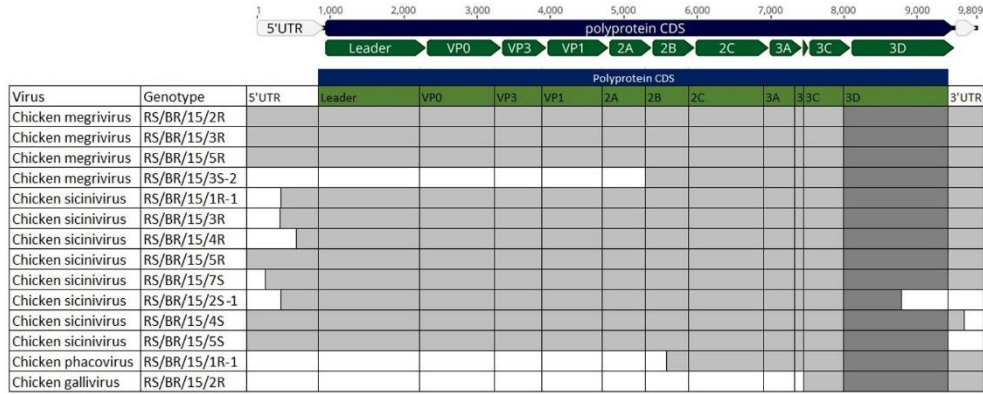 1 1,000 2,000 3,000 4,000 5,000 6,000 7,000 8,000 9,000 9,809
5'UTR polyprotein CDS
Leader VP0 VP3 VP1 2A 2B 2C 3A 3C 3D
Polyprotein CDS
Virus Genotype 5'UTR Leader VP0 VP3 VP1 2A 2B 2C 3A 3 3C 3D 3'UTR
Chicken megrivirus RS/BR/15/2R
Chicken megrivirus RS/BR/15/3R
Chicken megrivirus RS/BR/15/5R
Chicken megrivirus RS/BR/15/3S-2
Chicken sicinivirus RS/BR/15/1R-1
Chicken sicinivirus RS/BR/15/3R
Chicken sicinivirus RS/BR/15/4R
Chicken sicinivirus RS/BR/15/5R
Chicken sicinivirus RS/BR/15/7S
Chicken sicinivirus RS/BR/15/2S-1
Chicken sicinivirus RS/BR/15/4S
Chicken sicinivirus RS/BR/15/5S
Chicken phacovirus RS/BR/15/1R-1
Chicken gallivirus RS/BR/15/2R